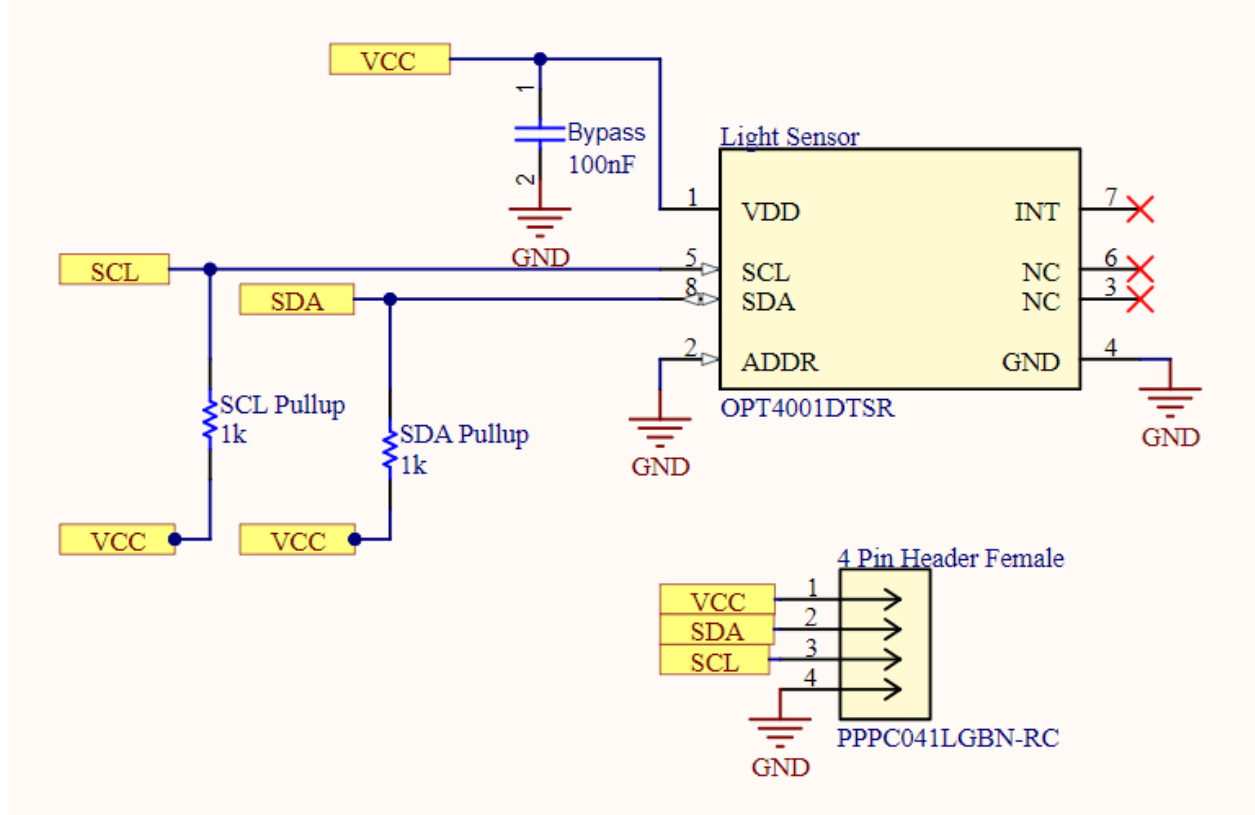 VCC
1
Bypass
100nF
2
GND
Light Sensor
1
VDD
INT
7
SCL
5
SCL
NC
6
SDA
8
SDA
NC
3
2
ADDR
GND
4
OPT4001DTSR
GND
GND
SCL Pullup
1k
SDA Pullup
1k
VCC
VCC
4 Pin Header Female
VCC
1
SDA
2
SCL
3
4
PPPC041LGBN-RC
GND